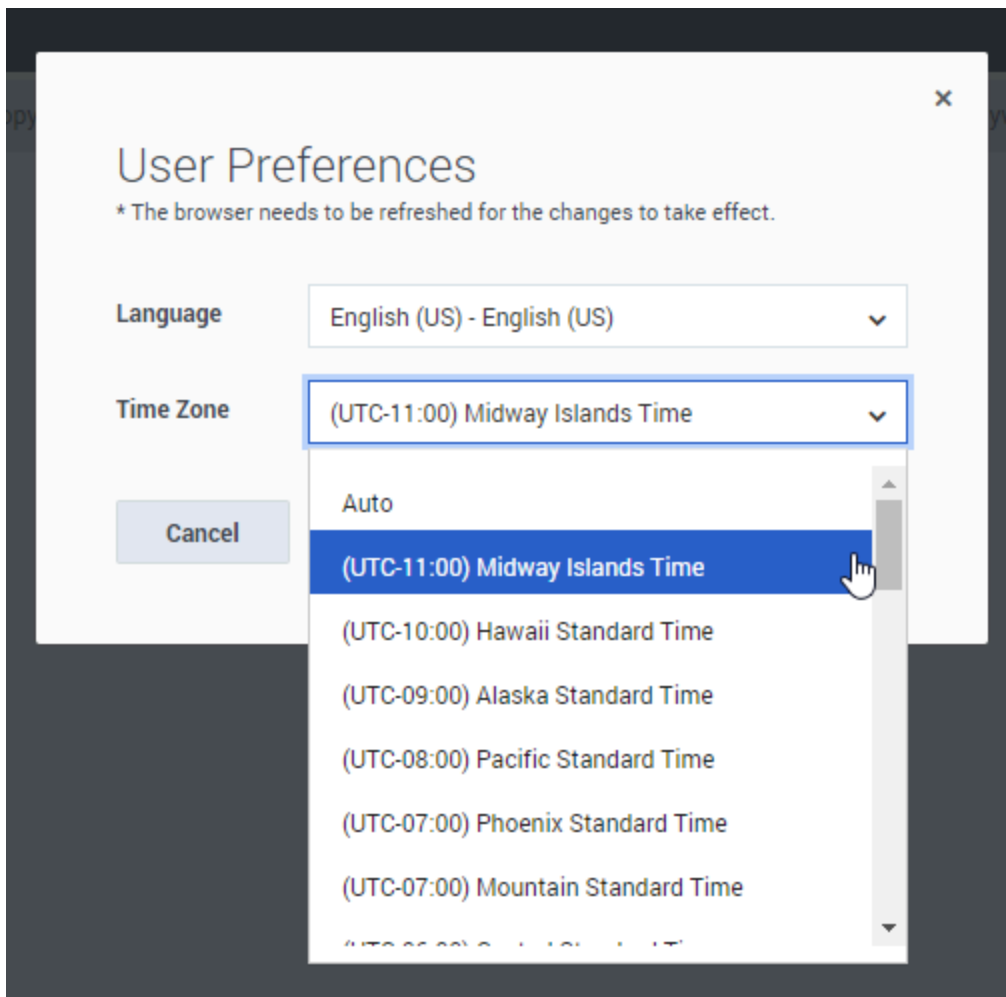 User Preferences
* The browser needs to be refreshed for the changes to take effect.
Language
English (US) - English (US)
Time Zone
(UTC-11:00) Midway Islands Time
Auto
Cancel
(UTC-11:00) Midway Islands Time
(UTC-10:00) Hawaii Standard Time
(UTC-09:00) Alaska Standard Time
(UTC-08:00) Pacific Standard Time
(UTC-07:00) Phoenix Standard Time
(UTC-07:00) Mountain Standard Time